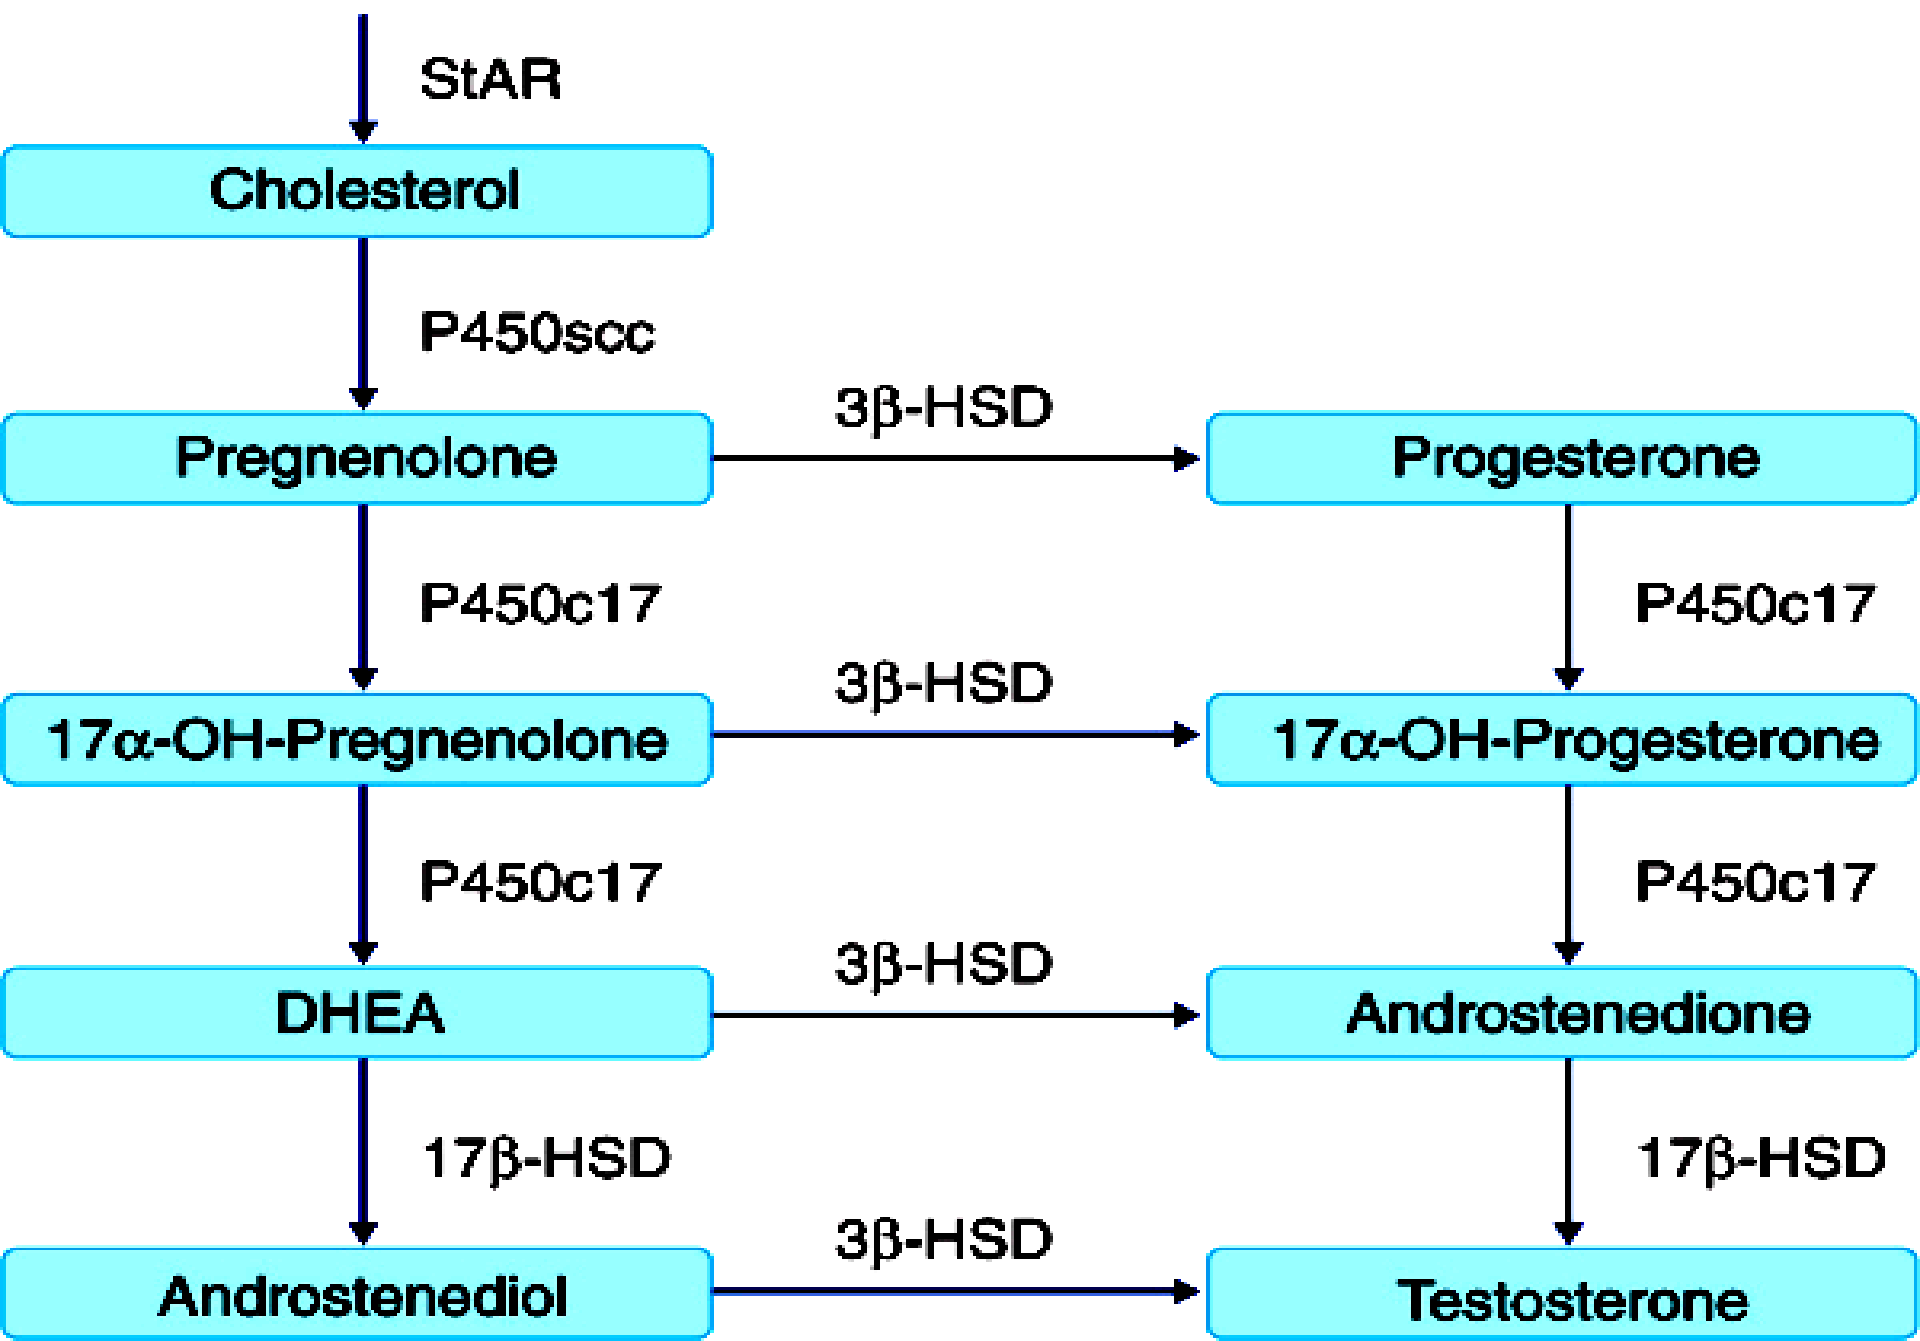 StAR
Cholesterol
P450scc
3β-HSD
Pregnenolone
Progesterone
P450c17
P450c17
3β-HSD
17α-OH-Pregnenolone
17α-OH-Progesterone
P450c17
P450c17
3β-HSD
DHEA
Androstenedione
17β-HSD
17β-HSD
3β-HSD
Androstenediol
Testosterone